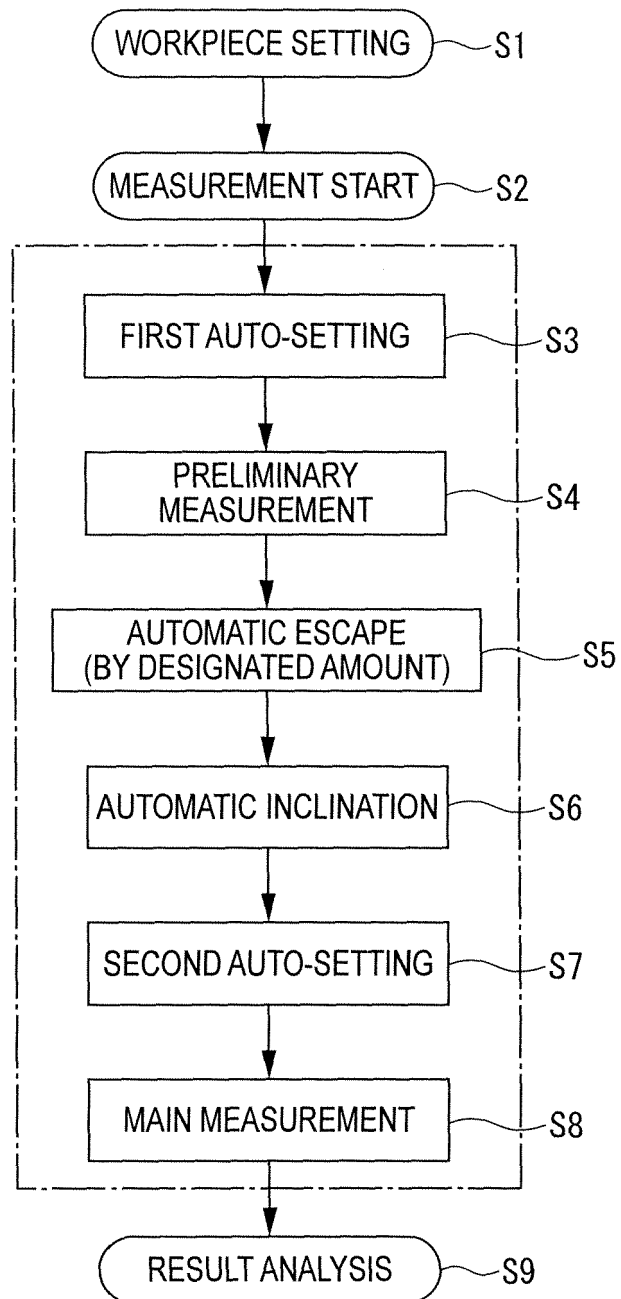 WORKPIECE SETTING S1
MEASUREMENT START S2
FIRST AUTO-SETTING S3
PRELIMINARY
MEASUREMENT S4
AUTOMATIC ESCAPE
(BY DESIGNATED AMOUNT) S5
AUTOMATIC INCLINATION S6
SECOND AUTO-SETTING S7
MAIN MEASUREMENT S8
RESULT ANALYSIS S9